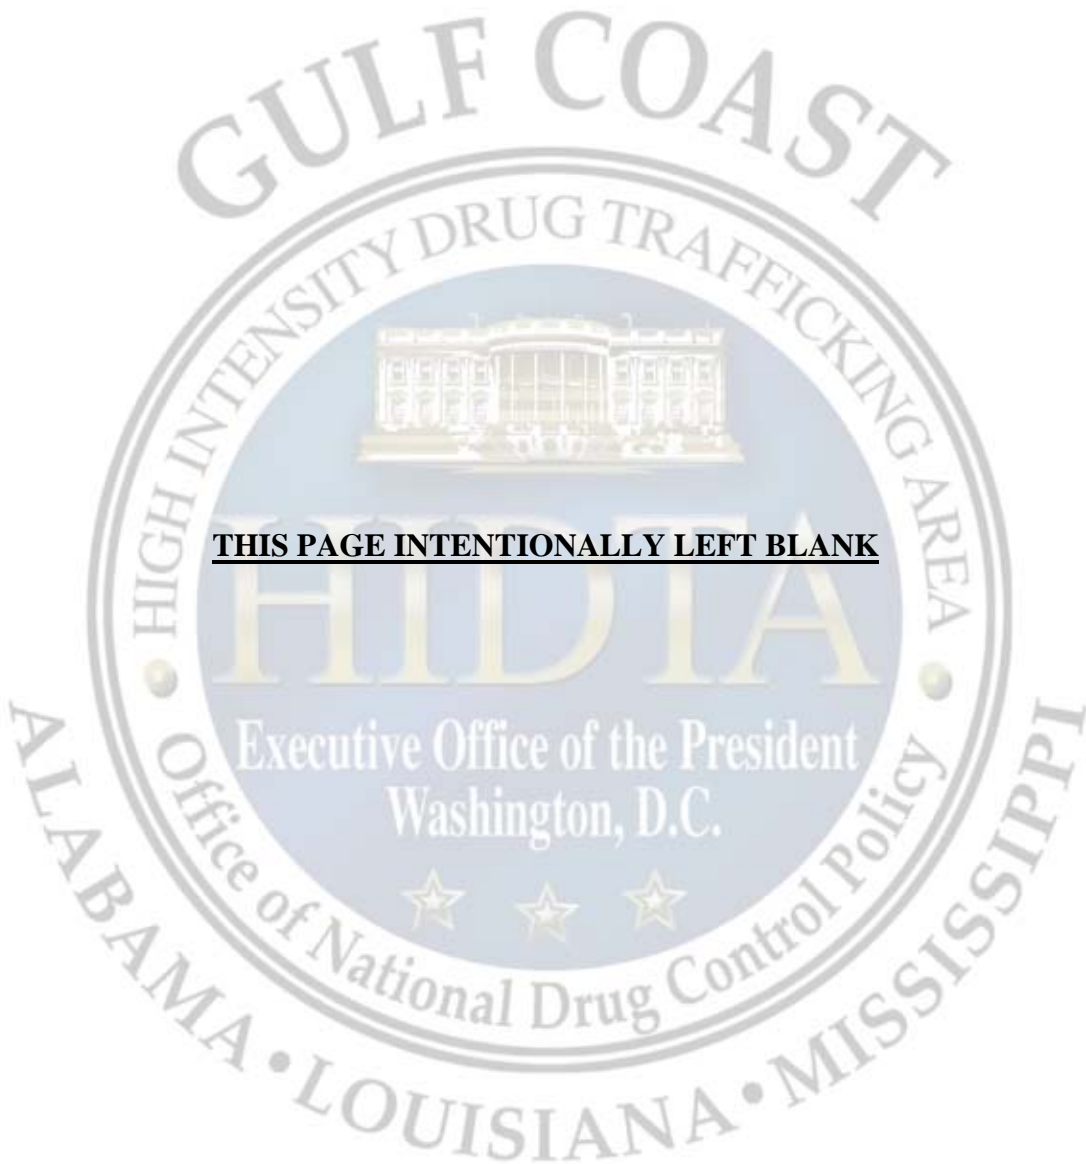 GULF COAST
HIGH INTENSITY DRUG TRAFFICKING AREA
THIS PAGE INTENTIONALLY LEFT BLANK
HIDTA
Executive Office of the President
Washington, D.C.
Office of National Drug Control Policy
ALABAMA • LOUISIANA • MISSISSIPPI